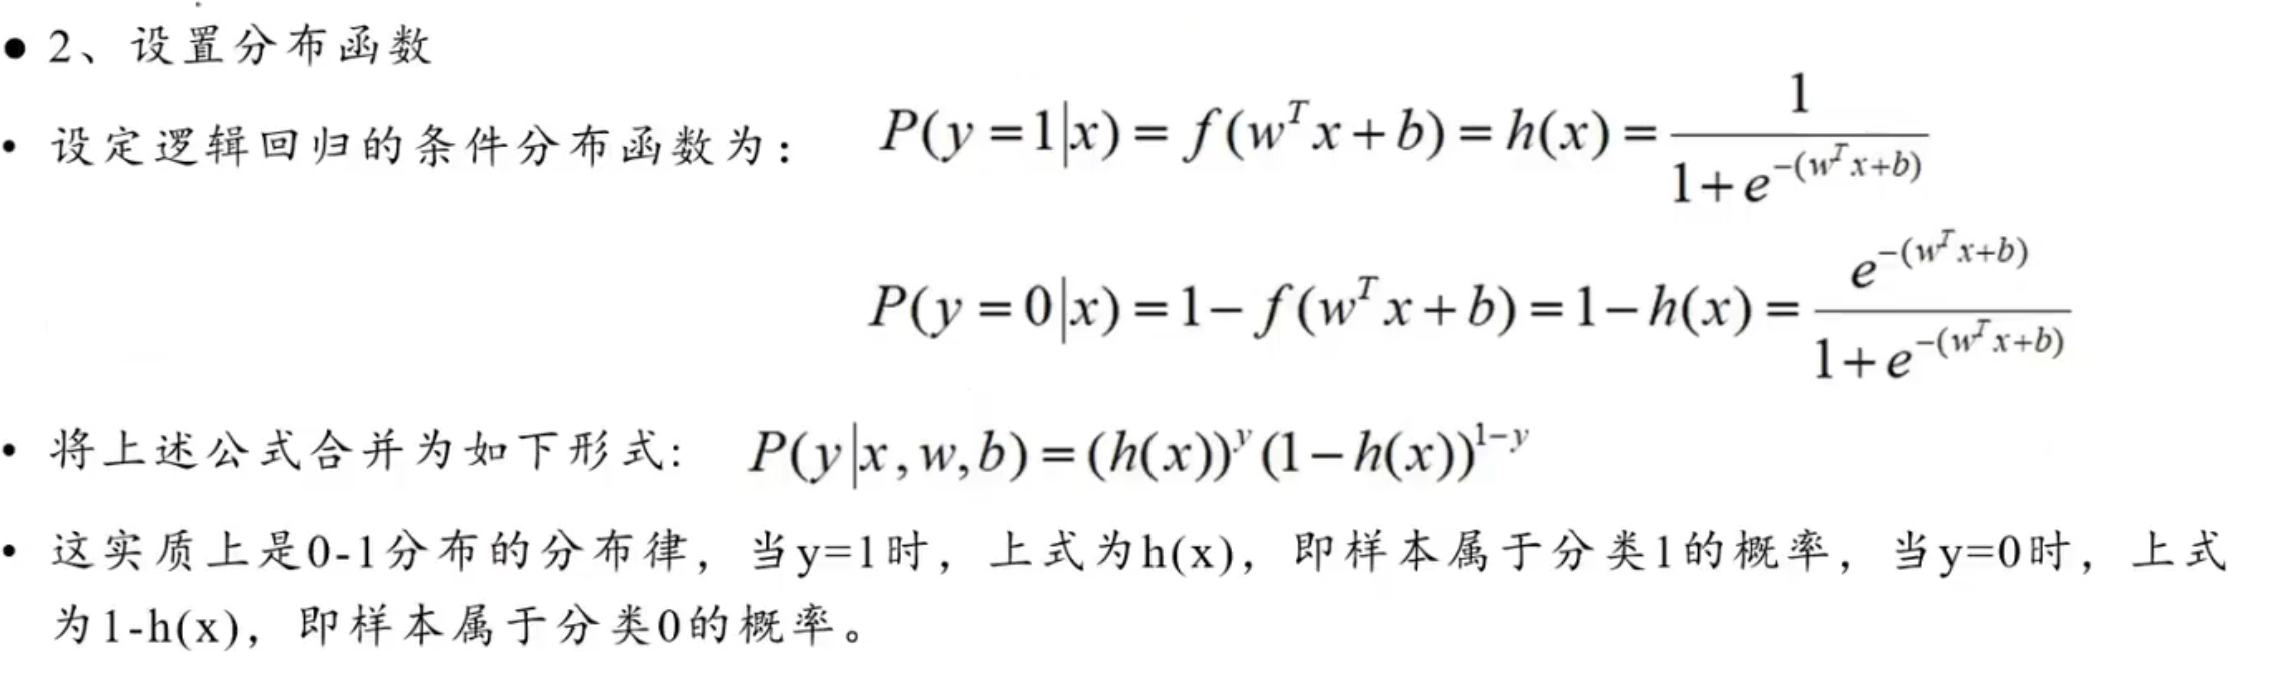 ● 2、设置分布函数
• 设定逻辑回归的条件分布函数为： P(y=1|x)=f(w^T x+b)=h(x)=\frac{1}{1+e^{-(w^T x+b)}}
P(y=0|x)=1-f(w^T x+b)=1-h(x)=\frac{e^{-(w^T x+b)}}{1+e^{-(w^T x+b)}}
• 将上述公式合并为如下形式: P(y|x,w,b)=(h(x))^y(1-h(x))^{1-y}
• 这实质上是0-1分布的分布律，当y=1时，上式为h(x)，即样本属于分类1的概率，当y=0时，上式
为1-h(x)，即样本属于分类0的概率。